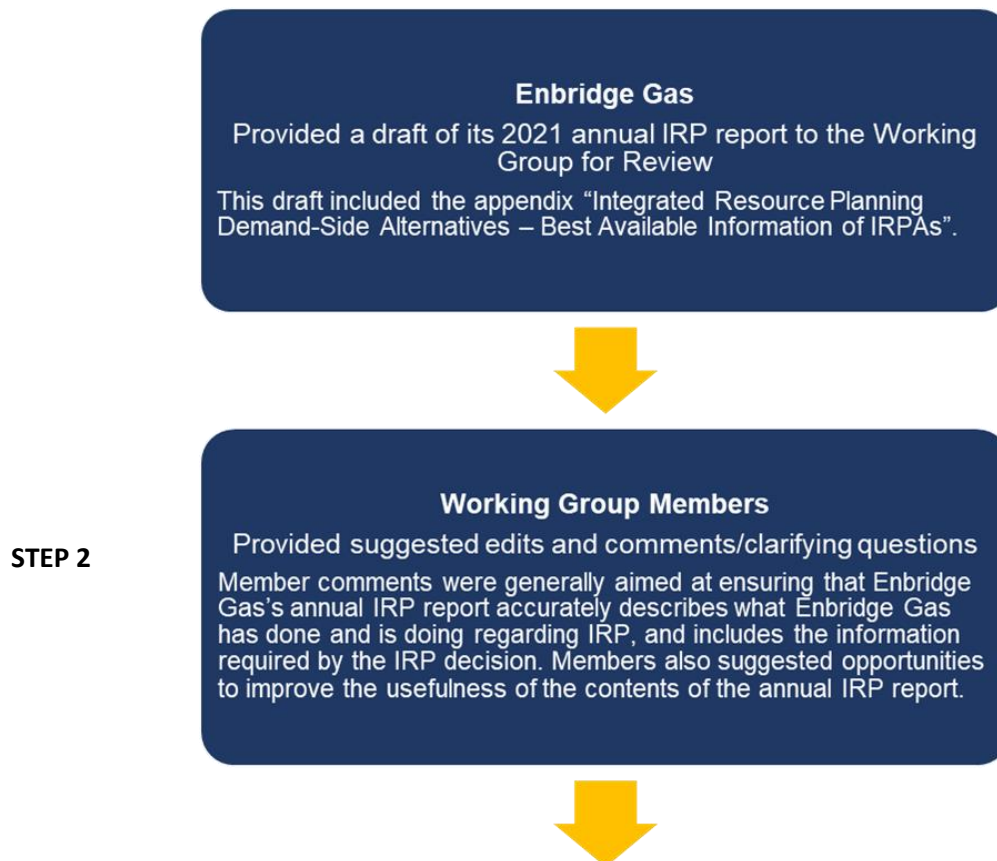 Enbridge Gas
Provided a draft of its 2021 annual IRP report to the Working
Group for Review
This draft included the appendix “Integrated Resource Planning
Demand-Side Alternatives – Best Available Information of IRPAs”.
STEP 2
Working Group Members
Provided suggested edits and comments/clarifying questions
Member comments were generally aimed at ensuring that Enbridge
Gas’s annual IRP report accurately describes what Enbridge Gas
has done and is doing regarding IRP, and includes the information
required by the IRP decision. Members also suggested opportunities
to improve the usefulness of the contents of the annual IRP report.